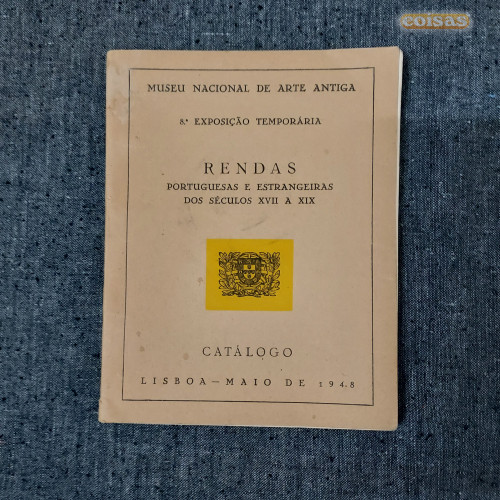 coisas
MUSEU NACIONAL DE ARTE ANTIGA
8.ª EXPOSIÇÃO TEMPORÁRIA
RENDAS
PORTUGUESAS E ESTRANGEIRAS
DOS SÉCULOS XVII A XIX
CATÁLOGO
LISBOA — MAIO DE 1948